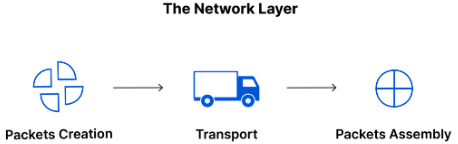 The Network Layer
Packets Creation
Transport
Packets Assembly